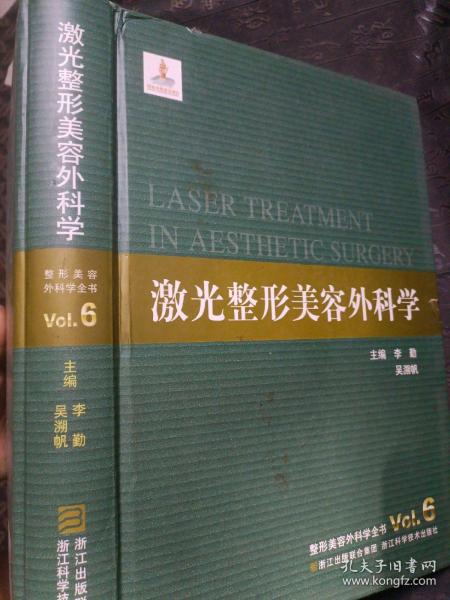 激光整形美容外科学
整形美容
外科学全书
Vol.6
主编
李勤
吴溯帆
浙江出版联
浙江科学技
LASER TREATMENT
IN AESTHETIC SURGERY
激光整形美容外科学
主编 李勤
吴溯帆
整形美容外科学全书 Vol.6
浙江出版联合集团 浙江科学技术出版社
孔夫子旧书网
www.kongfz.com